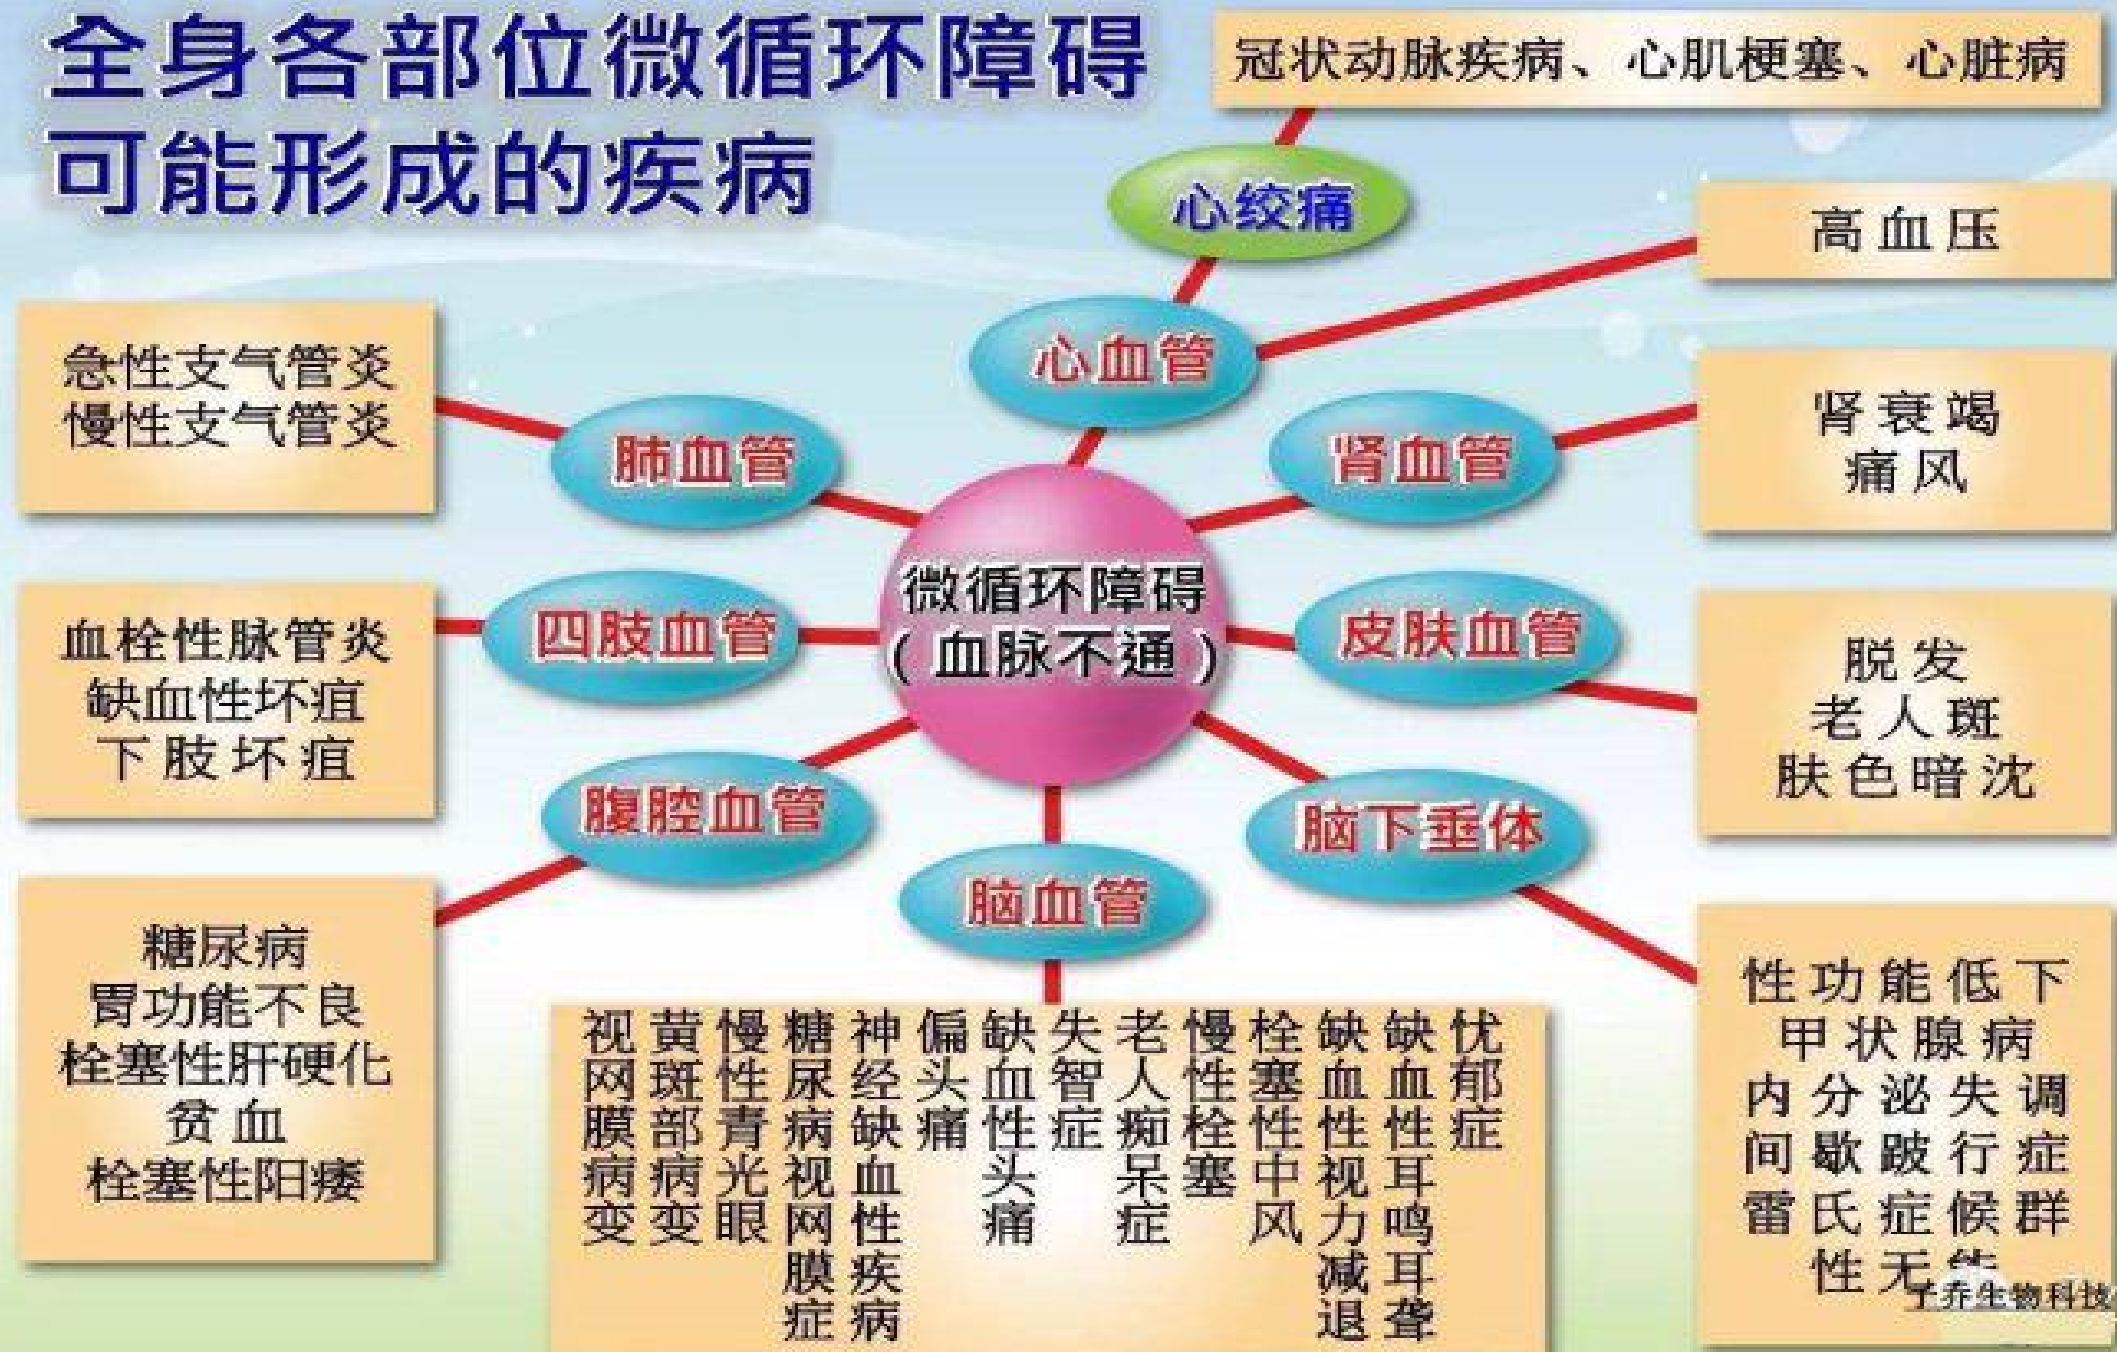 全身各部位微循环障碍
可能形成的疾病
冠状动脉疾病、心肌梗塞、心脏病
心绞痛
高血压
心血管
急性支气管炎
慢性支气管炎
肺血管
肾血管
肾衰竭
痛风
微循环障碍
(血脉不通)
血栓性脉管炎
缺血性坏疽
下肢坏疽
四肢血管
皮肤血管
脱发
老人斑
肤色暗沈
腹腔血管
脑下垂体
脑血管
糖尿病
胃功能不良
栓塞性肝硬化
贫血
栓塞性阳痿
视网膜病变
黄斑部病变
慢性青光眼
糖尿病视网膜症
神经缺血性疾病
偏头痛
缺血性头痛
失智症
老人痴呆症
慢性栓塞
栓塞性中风
缺血性视力减退
缺血性耳鸣耳聋
忧郁症
性功能低下
甲状腺病
内分泌失调
间歇跛行症
雷氏症候群
性无能
乔生物科技